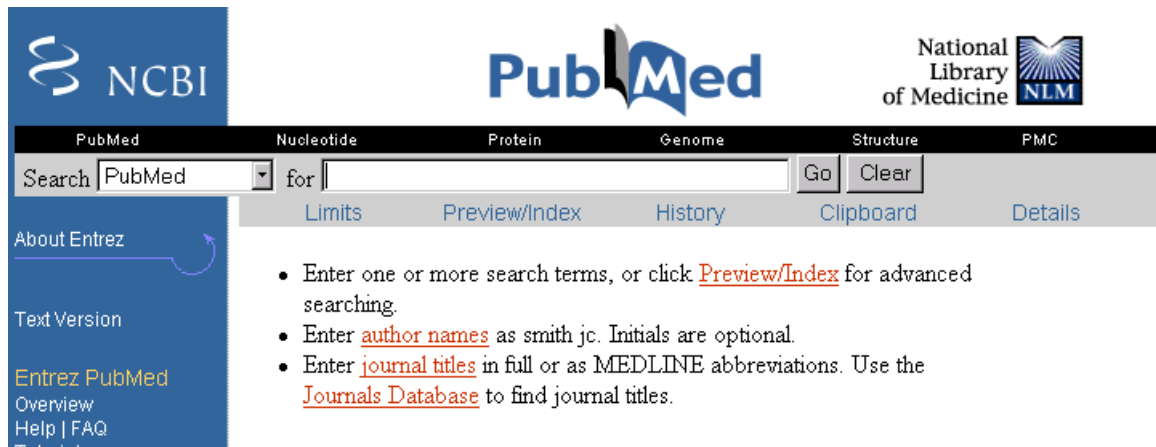 NCBI
PubMed
National
Library
of Medicine NLM
PubMed Nucleotide Protein Genome Structure PMC
Search PubMed for Go Clear
Limits Preview/Index History Clipboard Details
About Entrez
Text Version
Entrez PubMed
Overview
Help | FAQ
• Enter one or more search terms, or click Preview/Index for advanced
searching.
• Enter author names as smith jc. Initials are optional.
• Enter journal titles in full or as MEDLINE abbreviations. Use the
Journals Database to find journal titles.